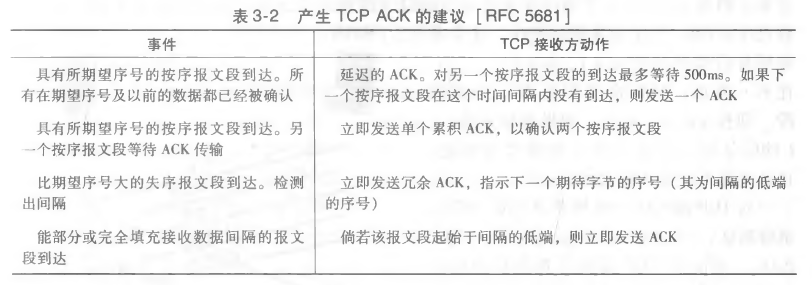 表 3-2 产生 TCP ACK 的建议 [RFC 5681]
事件
TCP 接收方动作
具有所期望序号的按序报文段到达。所
有在期望序号及以前的数据都已经被确认
延迟的 ACK。对另一个按序报文段的到达最多等待 500ms。如果下
一个按序报文段在这个时间间隔内没有到达，则发送一个 ACK
具有所期望序号的按序报文段到达。另
一个按序报文段等待 ACK 传输
立即发送单个累积 ACK，以确认两个按序报文段
比期望序号大的失序报文段到达。检测
出间隔
立即发送冗余 ACK，指示下一个期待字节的序号（其为间隔的低端
的序号）
能部分或完全填充接收数据间隔的报文
段到达
倘若该报文段起始于间隔的低端，则立即发送 ACK